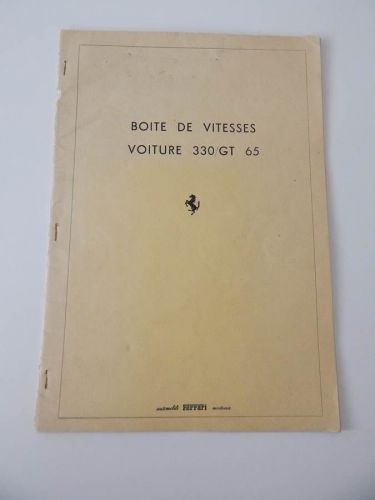 BOITE DE VITESSES
VOITURE 330/GT 65
automobili Ferrari modena